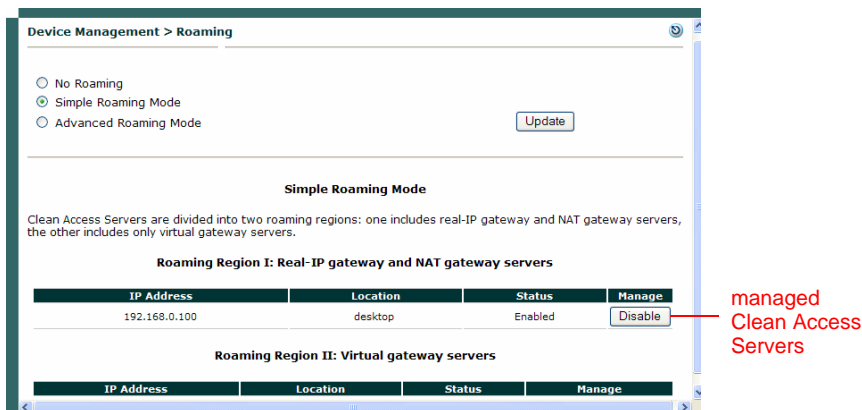 Device Management > Roaming
No Roaming
Simple Roaming Mode
Advanced Roaming Mode
Update
Simple Roaming Mode
Clean Access Servers are divided into two roaming regions: one includes real-IP gateway and NAT gateway servers,
the other includes only virtual gateway servers.
Roaming Region I: Real-IP gateway and NAT gateway servers
IP Address Location Status Manage
192.168.0.100 desktop Enabled Disable
managed
Clean Access
Servers
Roaming Region II: Virtual gateway servers
IP Address Location Status Manage